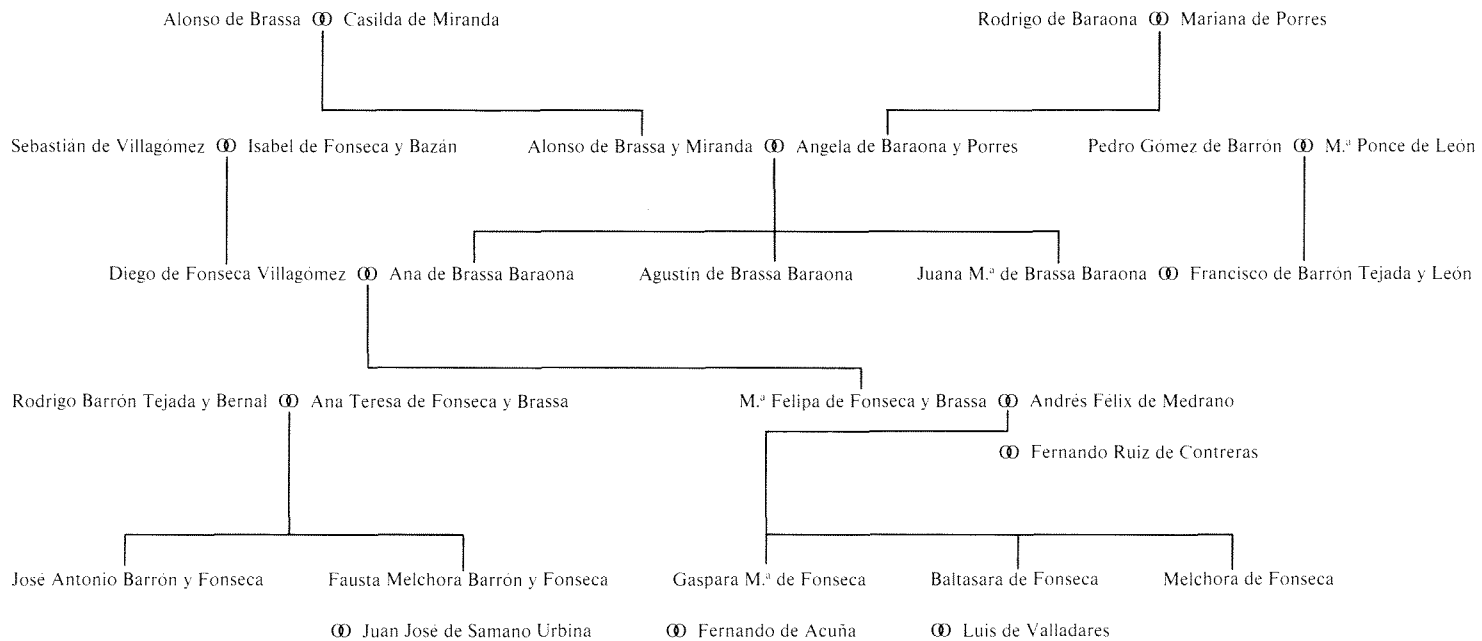 Alonso de Brassa ⚭ Casilda de Miranda
Rodrigo de Baraona ⚭ Mariana de Porres
Sebastián de Villagómez ⚭ Isabel de Fonseca y Bazán
Alonso de Brassa y Miranda ⚭ Angela de Baraona y Porres
Pedro Gómez de Barrón ⚭ M.ª Ponce de León
Diego de Fonseca Villagómez ⚭ Ana de Brassa Baraona
Agustín de Brassa Baraona
Juana M.ª de Brassa Baraona ⚭ Francisco de Barrón Tejada y León
Rodrigo Barrón Tejada y Bernal ⚭ Ana Teresa de Fonseca y Brassa
M.ª Felipa de Fonseca y Brassa ⚭ Andrés Félix de Medrano
⚭ Fernando Ruiz de Contreras
José Antonio Barrón y Fonseca
Fausta Melchora Barrón y Fonseca
Gaspara M.ª de Fonseca
Baltasara de Fonseca
Melchora de Fonseca
⚭ Juan José de Samano Urbina
⚭ Fernando de Acuña
⚭ Luis de Valladares